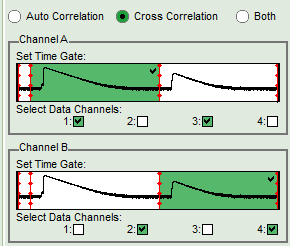 Auto Correlation Cross Correlation Both
Channel A
Set Time Gate:
Select Data Channels:
1: 2: 3: 4:
Channel B
Set Time Gate:
Select Data Channels:
1: 2: 3: 4: